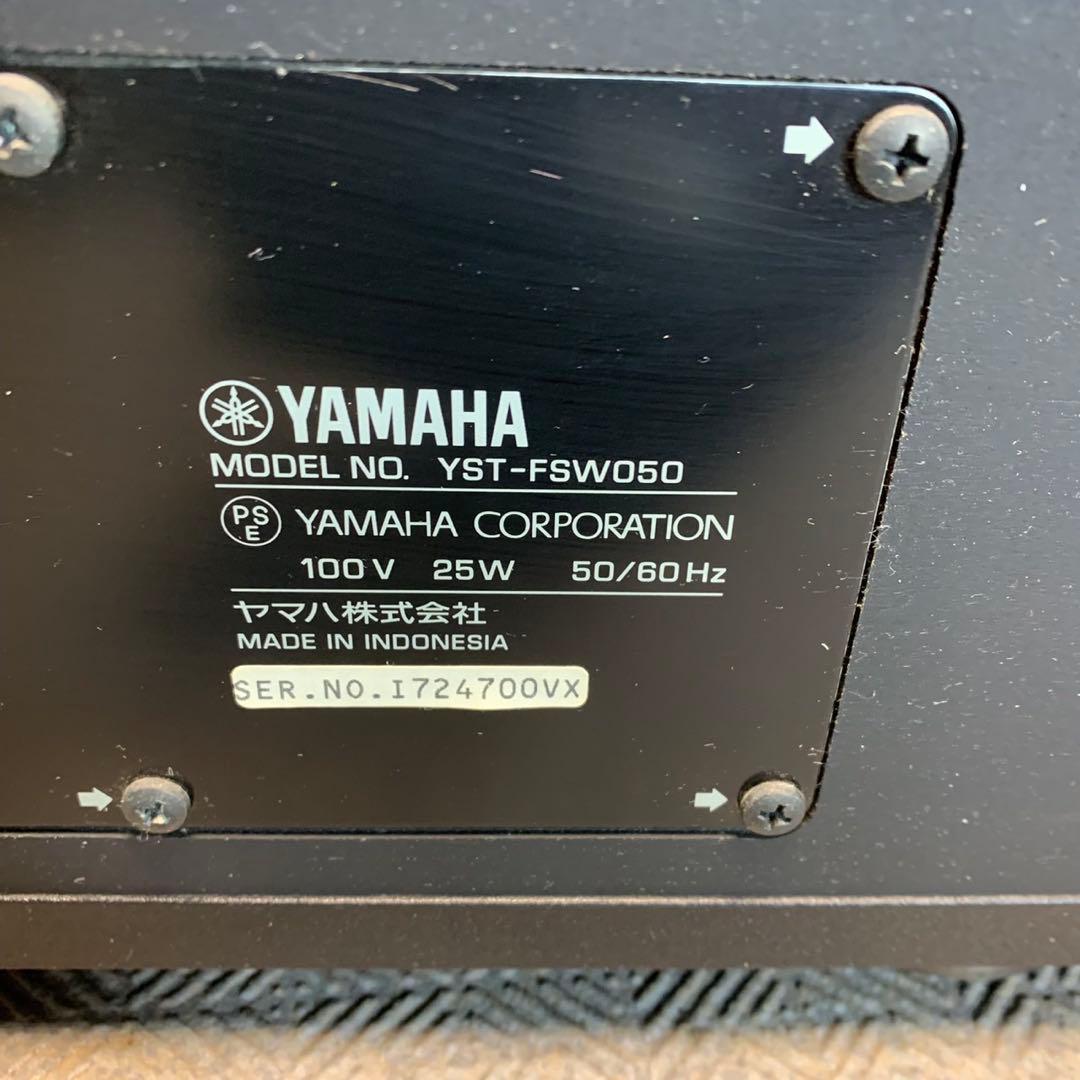 YAMAHA
MODEL NO. YST-FSW050
PSE YAMAHA CORPORATION
100V 25W 50/60Hz
ヤマハ株式会社
MADE IN INDONESIA
SER.NO.I724700VX